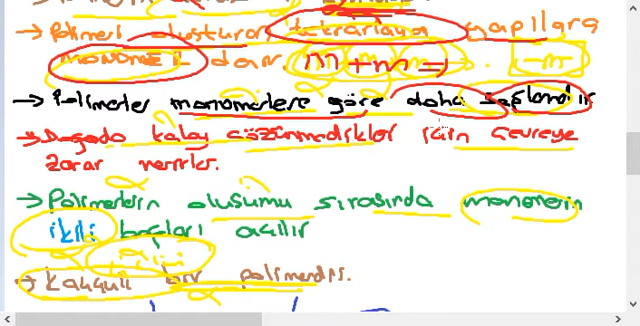 → Polimeri oluşturan tekrarlayan yapılara
monomer denir. m+m →
→ Polimerler monomerlere göre daha sağlamdır
→ Doğada kolay çözünmedikleri için çevreye
zarar verirler.
→ Polimerlerin oluşumu sırasında monomerin
ikili bağları açılır
→ Kauçuk bir polimerdir.